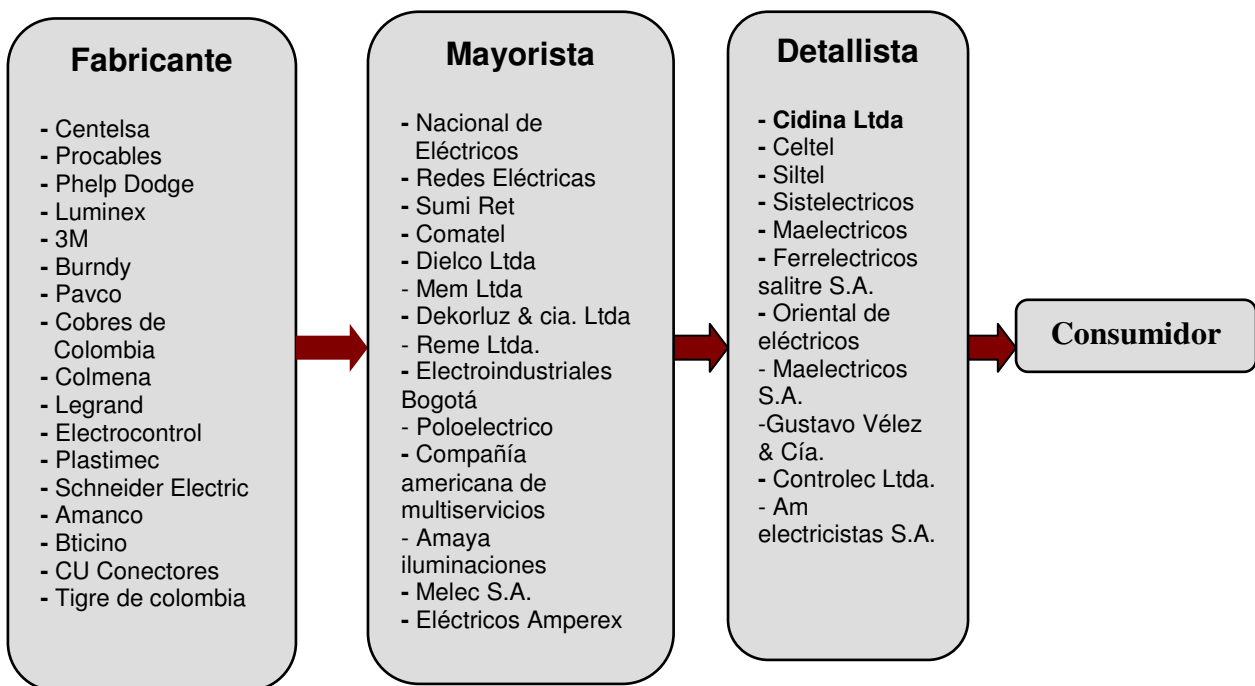 Fabricante
- Centelsa
- Procables
- Phelp Dodge
- Luminex
- 3M
- Burndy
- Pavco
- Cobres de
Colombia
- Colmena
- Legrand
- Electrocontrol
- Plastimec
- Schneider Electric
- Amanco
- Bticino
- CU Conectores
- Tigre de colombia
Mayorista
- Nacional de
Eléctricos
- Redes Eléctricas
- Sumi Ret
- Comatel
- Dielco Ltda
- Mem Ltda
- Dekorluz & cia. Ltda
- Reme Ltda.
- Electroindustriales
Bogotá
- Poloelectrico
- Compañía
americana de
multiservicios
- Amaya
iluminaciones
- Melec S.A.
- Eléctricos Amperex
Detallista
- Cidina Ltda
- Celtel
- Siltel
- Sistelectricos
- Maelectricos
- Ferrelectricos
salitre S.A.
- Oriental de
eléctricos
- Maelectricos
S.A.
-Gustavo Vélez
& Cía.
- Controlec Ltda.
- Am
electricistas S.A.
Consumidor